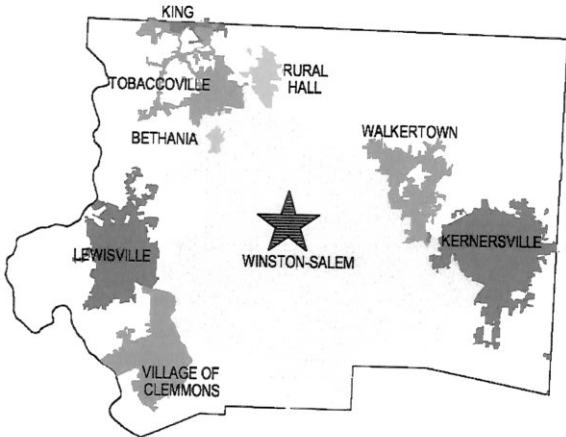 KING
TOBACCOVILLE
RURAL
HALL
BETHANIA
WALKERTOWN
LEWISVILLE
WINSTON-SALEM
KERNERSVILLE
VILLAGE OF
CLEMMONS